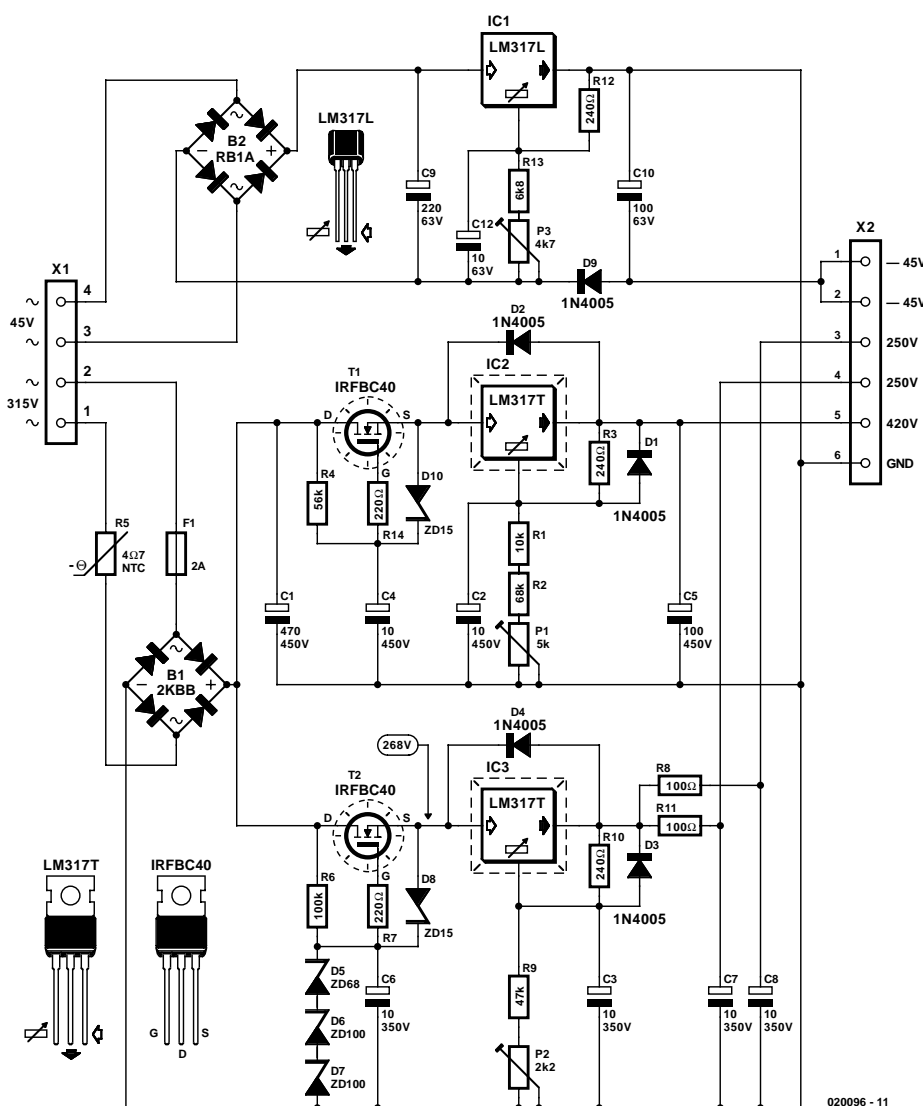 IC1
LM317L
R12
240Ω
LM317L
B2
RB1A
~
~
–
+
C9
220
63V
C12
10
63V
R13
6k8
P3
4k7
C10
100
63V
D9
1N4005
X2
1
— 45V
2
— 45V
3
250V
4
250V
5
420V
6
GND
X1
4
3
2
1
~
45V
~
~
315V
~
D2
1N4005
T1
IRFBC40
D
S
G
IC2
LM317T
R4
56k
220Ω
R14
D10
ZD15
R3
240Ω
D1
1N4005
R1
10k
R2
68k
P1
5k
R5
4Ω7
NTC
-Θ
F1
2A
C1
470
450V
C4
10
450V
C2
10
450V
C5
100
450V
B1
2KBB
~
~
–
+
D4
1N4005
268V
T2
IRFBC40
D
S
G
IC3
LM317T
R8
100Ω
R11
100Ω
R10
240Ω
D3
1N4005
R6
100k
220Ω
R7
D8
ZD15
D5
ZD68
D6
ZD100
D7
ZD100
C6
10
350V
R9
47k
P2
2k2
C3
10
350V
C7
10
350V
C8
10
350V
LM317T
IRFBC40
G
D
S
020096 - 11